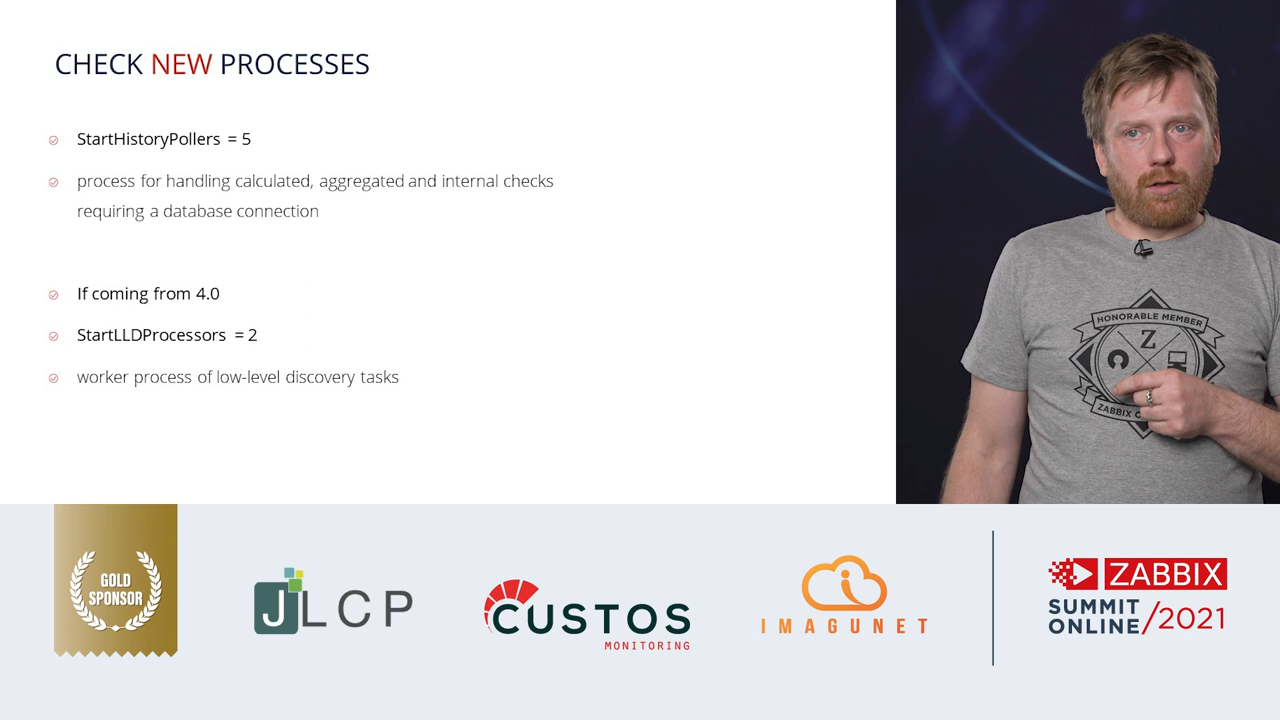 CHECK NEW PROCESSES
StartHistoryPollers = 5
process for handling calculated, aggregated and internal checks
requiring a database connection
If coming from 4.0
StartLLDProcessors = 2
worker process of low-level discovery tasks
HONORABLE MEMBER
Z
ZABBIX C
GOLD
SPONSOR
JLCP
CUSTOS
MONITORING
IMAGUNET
ZABBIX
SUMMIT
ONLINE/2021